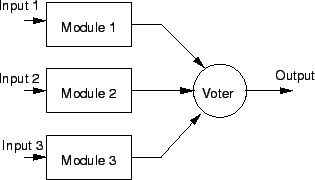 Input 1
Module 1
Input 2
Module 2
Voter
Output
Input 3
Module 3